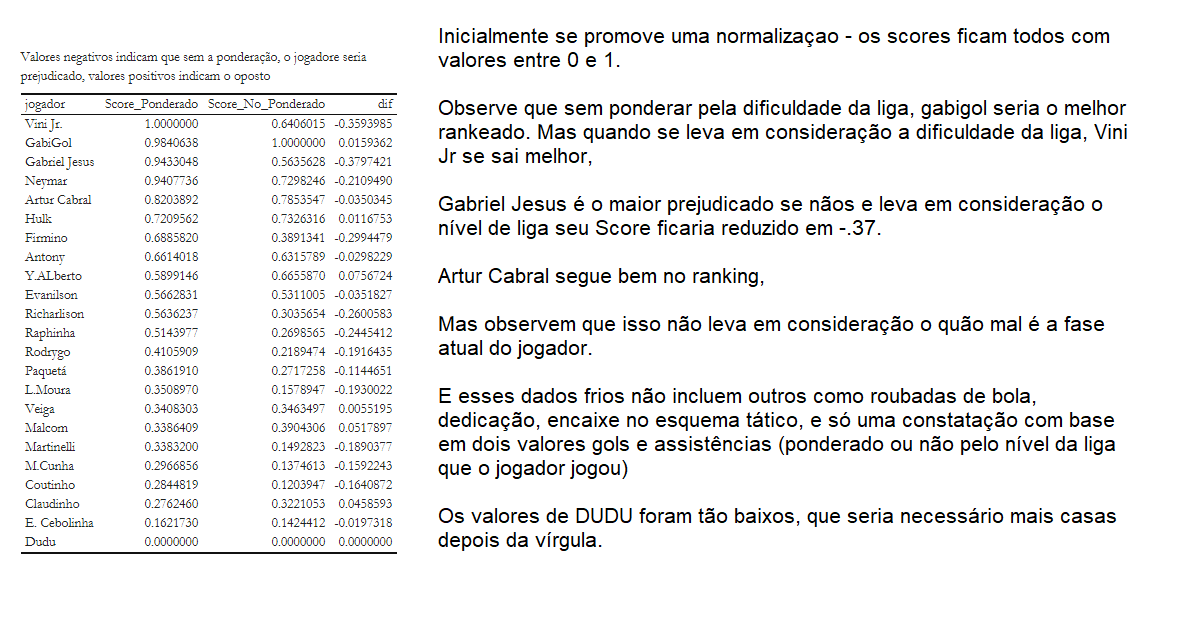 Valores negativos indicam que sem a ponderação, o jogadore seria
prejudicado, valores positivos indicam o oposto
jogador Score_Ponderado Score_No_Ponderado dif
Vini Jr. 1.0000000 0.6406015 -0.3593985
GabiGol 0.9840638 1.0000000 0.0159362
Gabriel Jesus 0.9433048 0.5635628 -0.3797421
Neymar 0.9407736 0.7298246 -0.2109490
Artur Cabral 0.8203892 0.7853547 -0.0350345
Hulk 0.7209562 0.7326316 0.0116753
Firmino 0.6885820 0.3891341 -0.2994479
Antony 0.6614018 0.6315789 -0.0298229
Y.ALberto 0.5899146 0.6655870 0.0756724
Evanilson 0.5662831 0.5311005 -0.0351827
Richarlison 0.5636237 0.3035654 -0.2600583
Raphinha 0.5143977 0.2698565 -0.2445412
Rodrygo 0.4105909 0.2189474 -0.1916435
Paquetá 0.3861910 0.2717258 -0.1144651
L.Moura 0.3508970 0.1578947 -0.1930022
Veiga 0.3408303 0.3463497 0.0055195
Malcom 0.3386409 0.3904306 0.0517897
Martinelli 0.3383200 0.1492823 -0.1890377
M.Cunha 0.2966856 0.1374613 -0.1592243
Coutinho 0.2844819 0.1203947 -0.1640872
Claudinho 0.2762460 0.3221053 0.0458593
E. Cebolinha 0.1621730 0.1424412 -0.0197318
Dudu 0.0000000 0.0000000 0.0000000
Inicialmente se promove uma normalizaçao - os scores ficam todos com
valores entre 0 e 1.
Observe que sem ponderar pela dificuldade da liga, gabigol seria o melhor
rankeado. Mas quando se leva em consideração a dificuldade da liga, Vini
Jr se sai melhor,
Gabriel Jesus é o maior prejudicado se nãos e leva em consideração o
nível de liga seu Score ficaria reduzido em -.37.
Artur Cabral segue bem no ranking,
Mas observem que isso não leva em consideração o quão mal é a fase
atual do jogador.
E esses dados frios não incluem outros como roubadas de bola,
dedicação, encaixe no esquema tático, e só uma constatação com base
em dois valores gols e assistências (ponderado ou não pelo nível da liga
que o jogador jogou)
Os valores de DUDU foram tão baixos, que seria necessário mais casas
depois da vírgula.